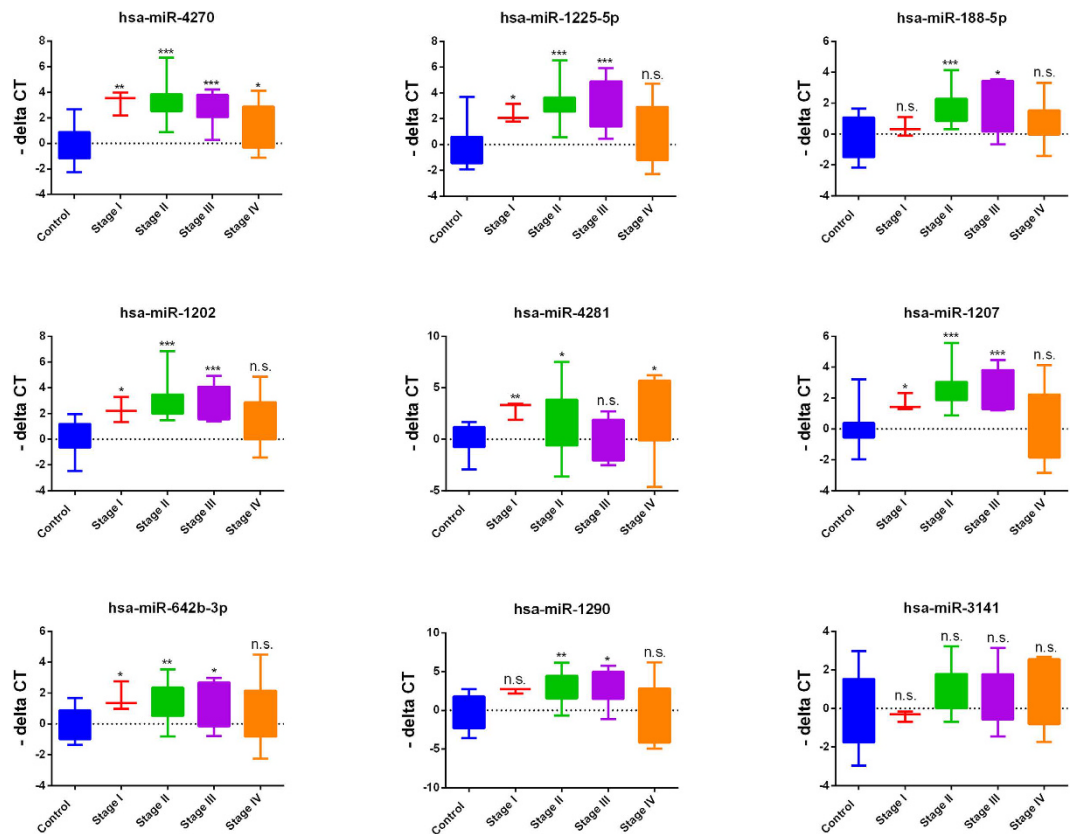 hsa-miR-4270
- delta CT
8
6
4
2
0
-2
-4
**
***
***
*
Control
Stage I
Stage II
Stage III
Stage IV
hsa-miR-1225-5p
- delta CT
8
6
4
2
0
-2
-4
*
***
***
n.s.
Control
Stage I
Stage II
Stage III
Stage IV
hsa-miR-188-5p
- delta CT
6
4
2
0
-2
-4
n.s.
***
*
n.s.
Control
Stage I
Stage II
Stage III
Stage IV
hsa-miR-1202
- delta CT
8
6
4
2
0
-2
-4
*
***
***
n.s.
Control
Stage I
Stage II
Stage III
Stage IV
hsa-miR-4281
- delta CT
10
5
0
-5
**
*
n.s.
*
Control
Stage I
Stage II
Stage III
Stage IV
hsa-miR-1207
- delta CT
6
4
2
0
-2
-4
*
***
***
n.s.
Control
Stage I
Stage II
Stage III
Stage IV
hsa-miR-642b-3p
- delta CT
6
4
2
0
-2
-4
*
**
*
n.s.
Control
Stage I
Stage II
Stage III
Stage IV
hsa-miR-1290
- delta CT
10
5
0
-5
-10
n.s.
**
*
n.s.
Control
Stage I
Stage II
Stage III
Stage IV
hsa-miR-3141
- delta CT
4
2
0
-2
-4
n.s.
n.s.
n.s.
n.s.
Control
Stage I
Stage II
Stage III
Stage IV